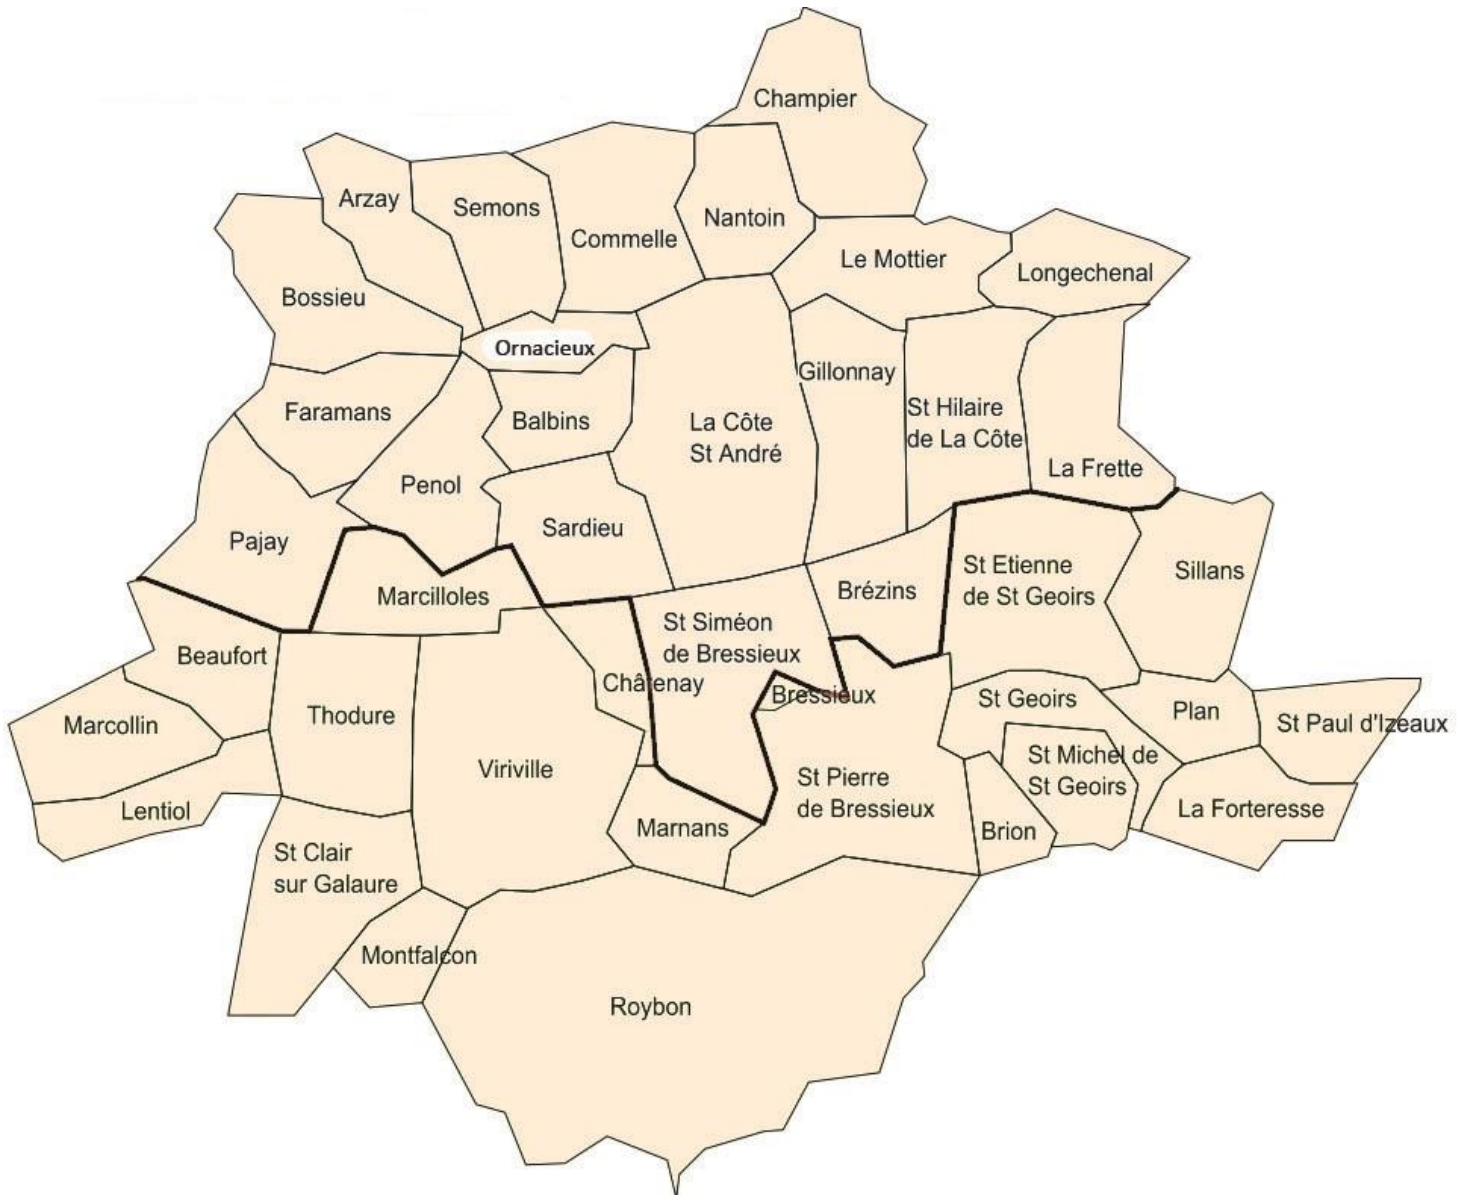 Champier
Arzay
Semons
Nantoin
Commelle
Le Mottier
Longechenal
Bossieu
Ornacieux
Gillonnay
Faramans
Balbins
La Côte
St André
St Hilaire
de La Côte
La Frette
Penol
Sardieu
Pajay
St Etienne
de St Geoirs
Sillans
Brézins
Marcilloles
St Siméon
de Bressieux
Beaufort
Châtenay
Bressieux
St Geoirs
Plan
Thodure
Marcollin
St Paul d'Izeaux
St Michel de
St Geoirs
Viriville
St Pierre
de Bressieux
Lentiol
La Forteresse
Marnans
Brion
St Clair
sur Galaure
Montfalcon
Roybon